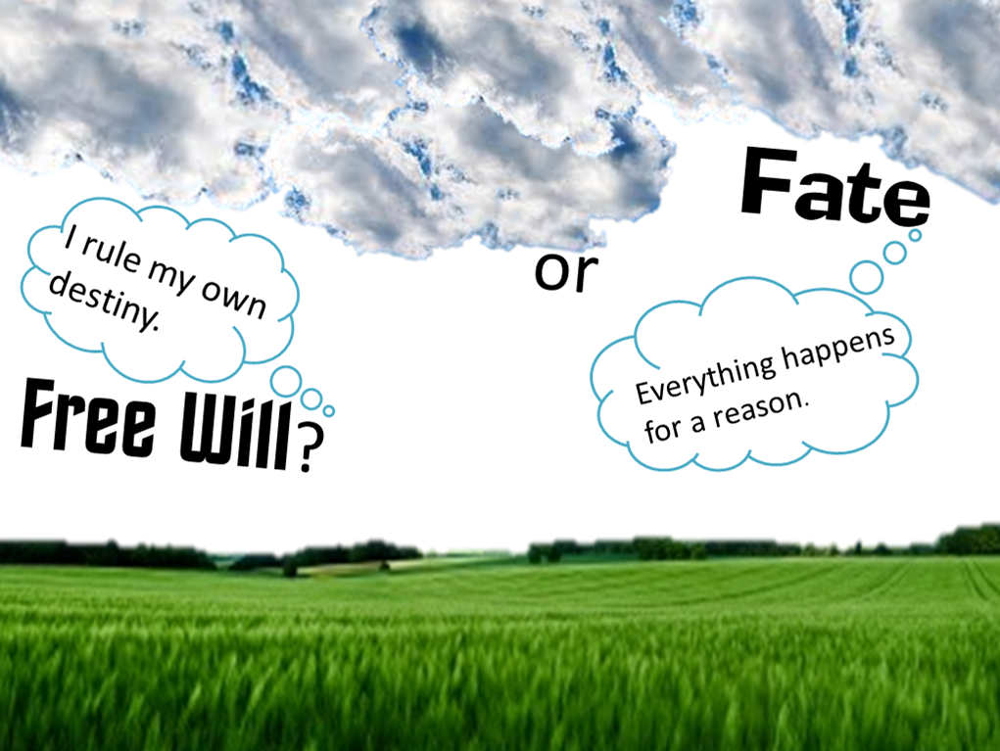 I rule my own
destiny.
Free Will?
or
Fate
Everything happens
for a reason.